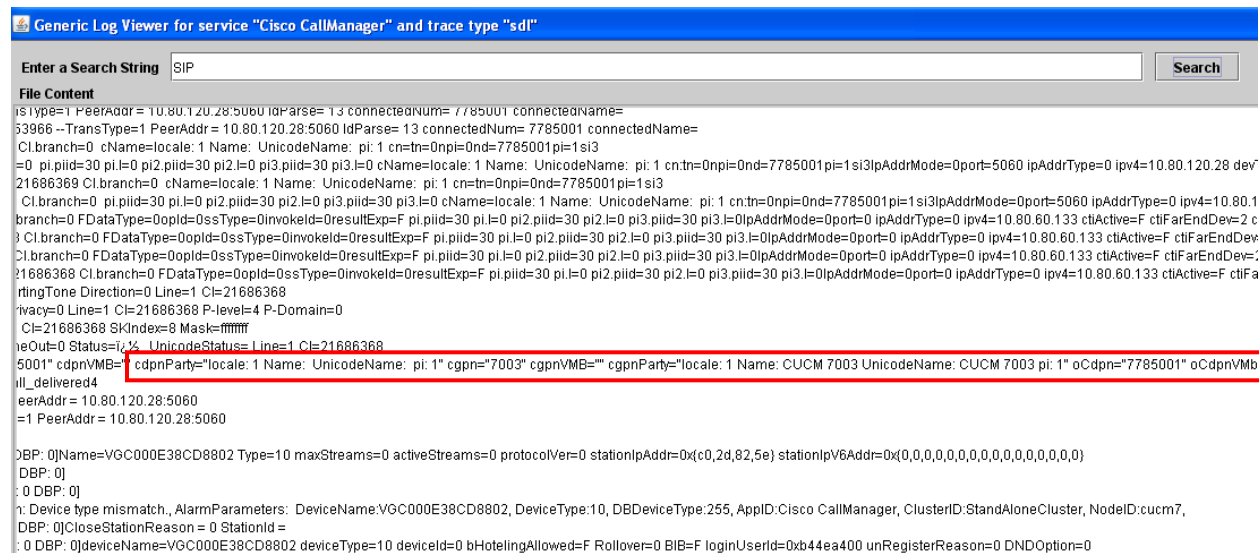 Generic Log Viewer for service "Cisco CallManager" and trace type "sdl"
Enter a Search String SIP Search
File Content
isType=1 PeerAddr = 10.80.120.28:5060 IdParse= 13 connectedNum= 7785001 connectedName=
53966 --TransType=1 PeerAddr = 10.80.120.28:5060 IdParse= 13 connectedNum= 7785001 connectedName=
CI.branch=0 cName=locale: 1 Name: UnicodeName: pi: 1 cn=tn=0npi=0nd=7785001pi=1si3
=0 pi.piid=30 pi.l=0 pi2.piid=30 pi2.l=0 pi3.piid=30 pi3.l=0 cName=locale: 1 Name: UnicodeName: pi: 1 cn:tn=0npi=0nd=7785001pi=1si3IpAddrMode=0port=5060 ipAddrType=0 ipv4=10.80.120.28 devT
21686369 CI.branch=0 cName=locale: 1 Name: UnicodeName: pi: 1 cn=tn=0npi=0nd=7785001pi=1si3
CI.branch=0 pi.piid=30 pi.l=0 pi2.piid=30 pi2.l=0 pi3.piid=30 pi3.l=0 cName=locale: 1 Name: UnicodeName: pi: 1 cn:tn=0npi=0nd=7785001pi=1si3IpAddrMode=0port=5060 ipAddrType=0 ipv4=10.80.1
branch=0 FDataType=0opId=0ssType=0invokeId=0resultExp=F pi.piid=30 pi.l=0 pi2.piid=30 pi2.l=0 pi3.piid=30 pi3.l=0IpAddrMode=0port=0 ipAddrType=0 ipv4=10.80.60.133 ctiActive=F ctiFarEndDev=2 c
CI.branch=0 FDataType=0opId=0ssType=0invokeId=0resultExp=F pi.piid=30 pi.l=0 pi2.piid=30 pi2.l=0 pi3.piid=30 pi3.l=0IpAddrMode=0port=0 ipAddrType=0 ipv4=10.80.60.133 ctiActive=F ctiFarEndDev
CI.branch=0 FDataType=0opId=0ssType=0invokeId=0resultExp=F pi.piid=30 pi.l=0 pi2.piid=30 pi2.l=0 pi3.piid=30 pi3.l=0IpAddrMode=0port=0 ipAddrType=0 ipv4=10.80.60.133 ctiActive=F ctiFarEndDev=2
21686368 CI.branch=0 FDataType=0opId=0ssType=0invokeId=0resultExp=F pi.piid=30 pi.l=0 pi2.piid=30 pi2.l=0 pi3.piid=30 pi3.l=0IpAddrMode=0port=0 ipAddrType=0 ipv4=10.80.60.133 ctiActive=F ctiFa
rtingTone Direction=0 Line=1 CI=21686368
rivacy=0 Line=1 CI=21686368 P-level=4 P-Domain=0
CI=21686368 SKIndex=8 Mask=ffffffff
neOut=0 Status=ï¿½ UnicodeStatus= Line=1 CI=21686368
5001" cdpnVMB="" cdpnParty="locale: 1 Name: UnicodeName: pi: 1" cgpn="7003" cgpnVMB="" cgpnParty="locale: 1 Name: CUCM 7003 UnicodeName: CUCM 7003 pi: 1" oCdpn="7785001" oCdpnVMb
ll_delivered4
eerAddr = 10.80.120.28:5060
=1 PeerAddr = 10.80.120.28:5060
DBP: 0]Name=VGC000E38CD8802 Type=10 maxStreams=0 activeStreams=0 protocolVer=0 stationIpAddr=0x{c0,2d,82,5e} stationIpV6Addr=0x{0,0,0,0,0,0,0,0,0,0,0,0,0,0,0,0}
DBP: 0]
: 0 DBP: 0]
n: Device type mismatch., AlarmParameters: DeviceName:VGC000E38CD8802, DeviceType:10, DBDeviceType:255, AppID:Cisco CallManager, ClusterID:StandAloneCluster, NodeID:cucm7,
DBP: 0]CloseStationReason = 0 StationId =
: 0 DBP: 0]deviceName=VGC000E38CD8802 deviceType=10 deviceId=0 bHotelingAllowed=F Rollover=0 BIB=F loginUserId=0xb44ea400 unRegisterReason=0 DNDOption=0